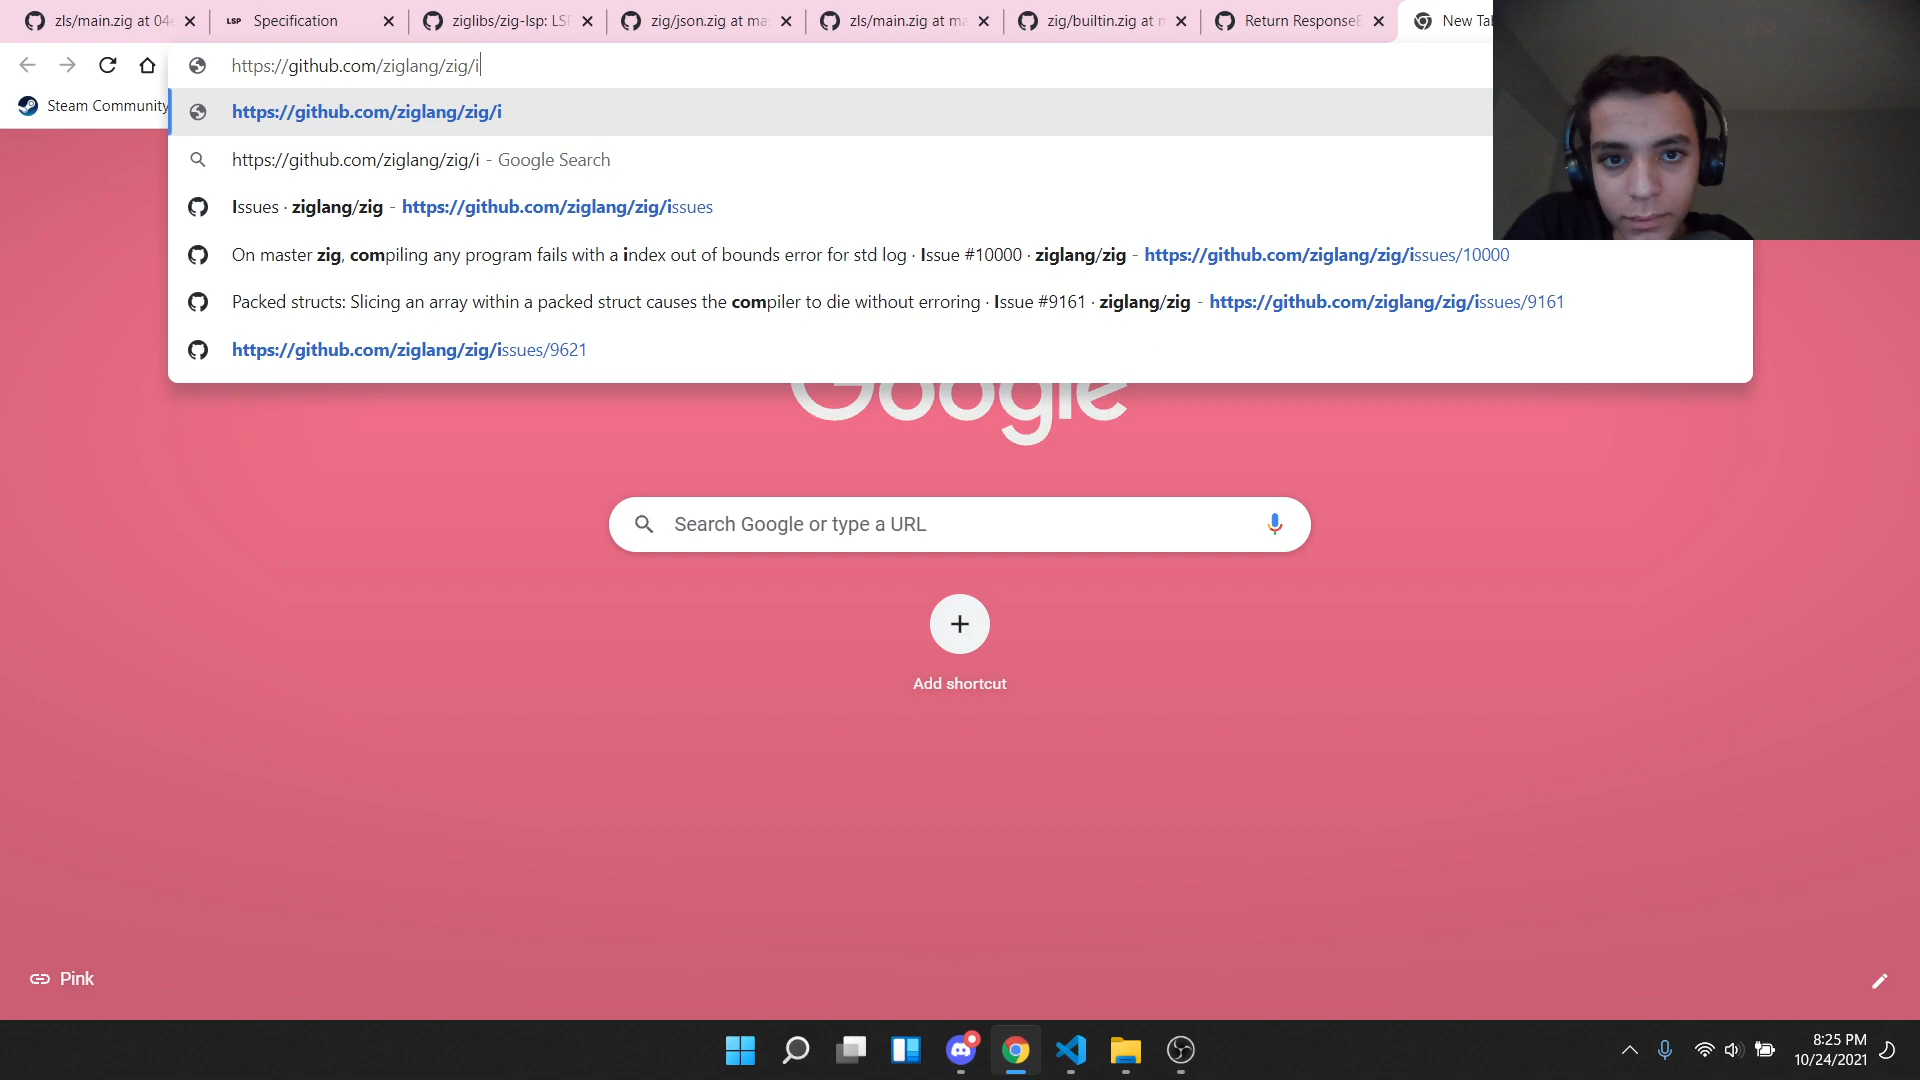 zls/main.zig at 04
LSP Specification
ziglibs/zig-lsp: LS
zig/json.zig at ma
zls/main.zig at ma
zig/builtin.zig at
Return Response
New Tab
https://github.com/ziglang/zig/i
Steam Community
https://github.com/ziglang/zig/i
https://github.com/ziglang/zig/i - Google Search
Issues · ziglang/zig - https://github.com/ziglang/zig/issues
On master zig, compiling any program fails with a index out of bounds error for std log · Issue #10000 · ziglang/zig - https://github.com/ziglang/zig/issues/10000
Packed structs: Slicing an array within a packed struct causes the compiler to die without erroring · Issue #9161 · ziglang/zig - https://github.com/ziglang/zig/issues/9161
https://github.com/ziglang/zig/issues/9621
Google
Search Google or type a URL
Add shortcut
Pink
8:25 PM
10/24/2021